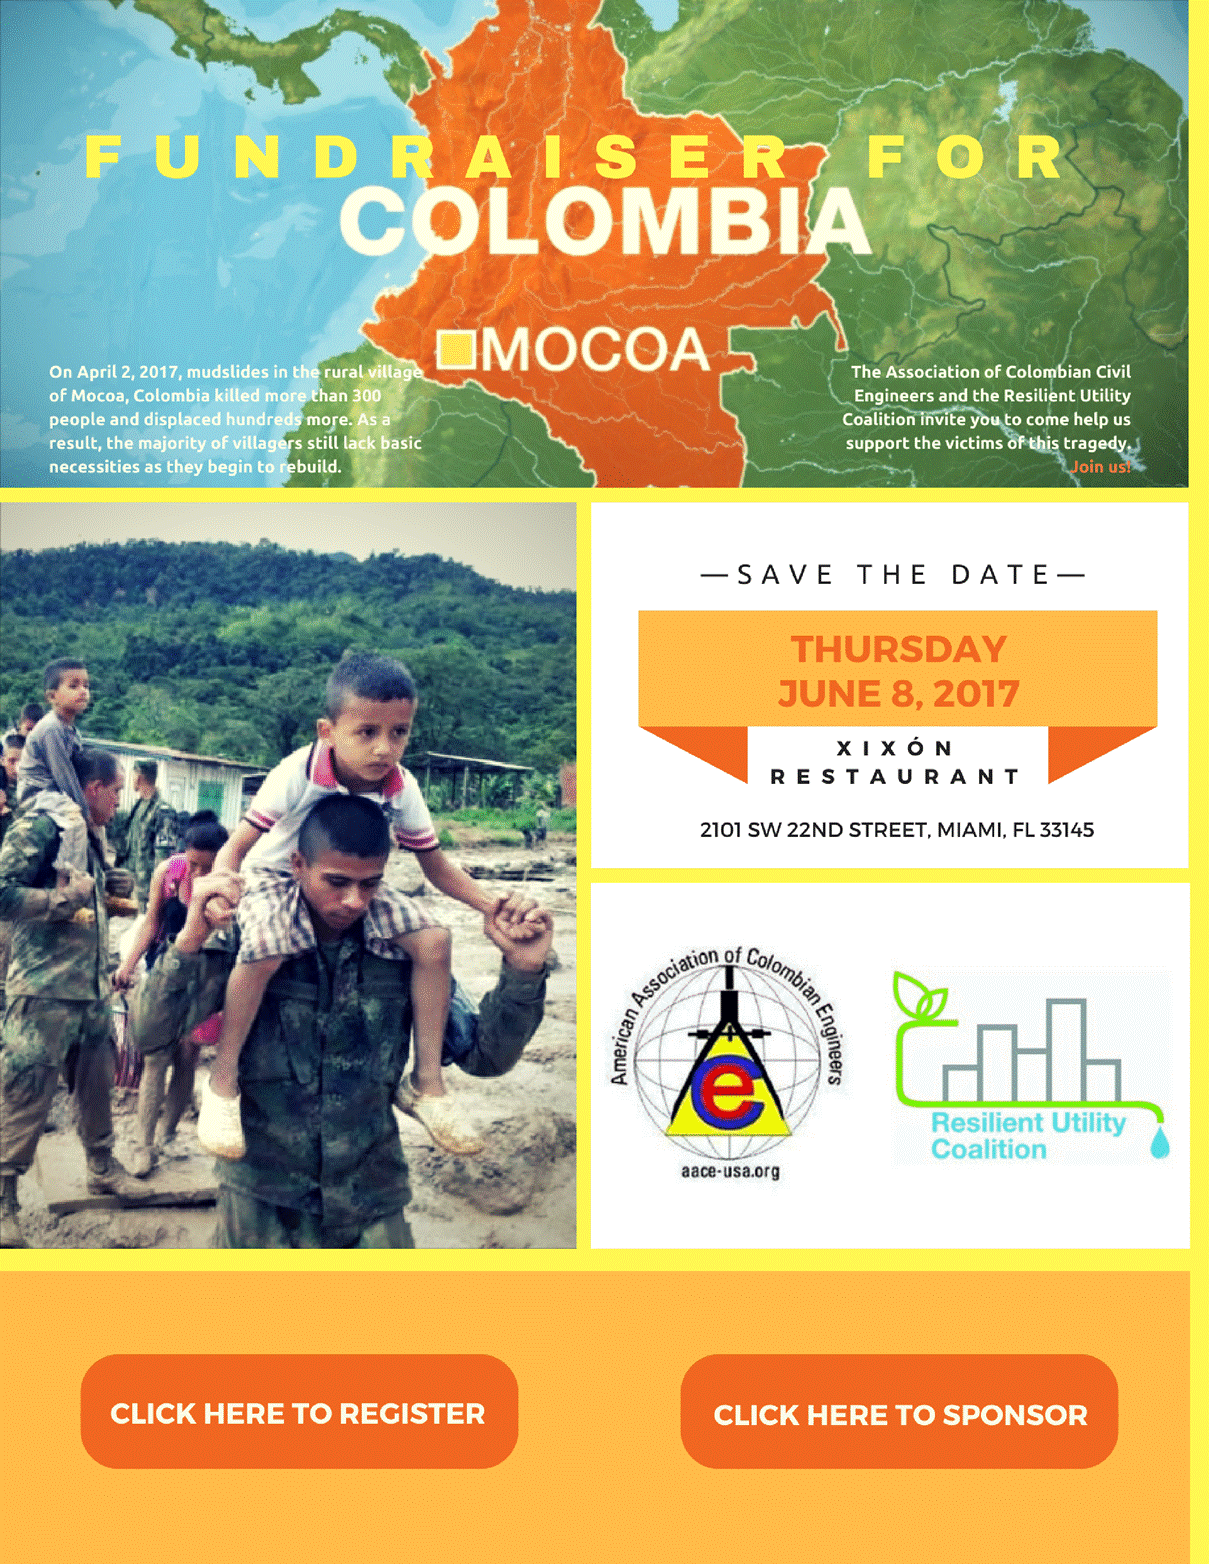 FUNDRAISER FOR
COLOMBIA
MOCOA
On April 2, 2017, mudslides in the rural village
of Mocoa, Colombia killed more than 300
people and displaced hundreds more. As a
result, the majority of villagers still lack basic
necessities as they begin to rebuild.
The Association of Colombian Civil
Engineers and the Resilient Utility
Coalition invite you to come help us
support the victims of this tragedy.
Join us!
—SAVE THE DATE—
THURSDAY
JUNE 8, 2017
XIXÓN
RESTAURANT
2101 SW 22ND STREET, MIAMI, FL 33145
American Association of Colombian Engineers
e
aace-usa.org
Resilient Utility
Coalition
CLICK HERE TO REGISTER
CLICK HERE TO SPONSOR